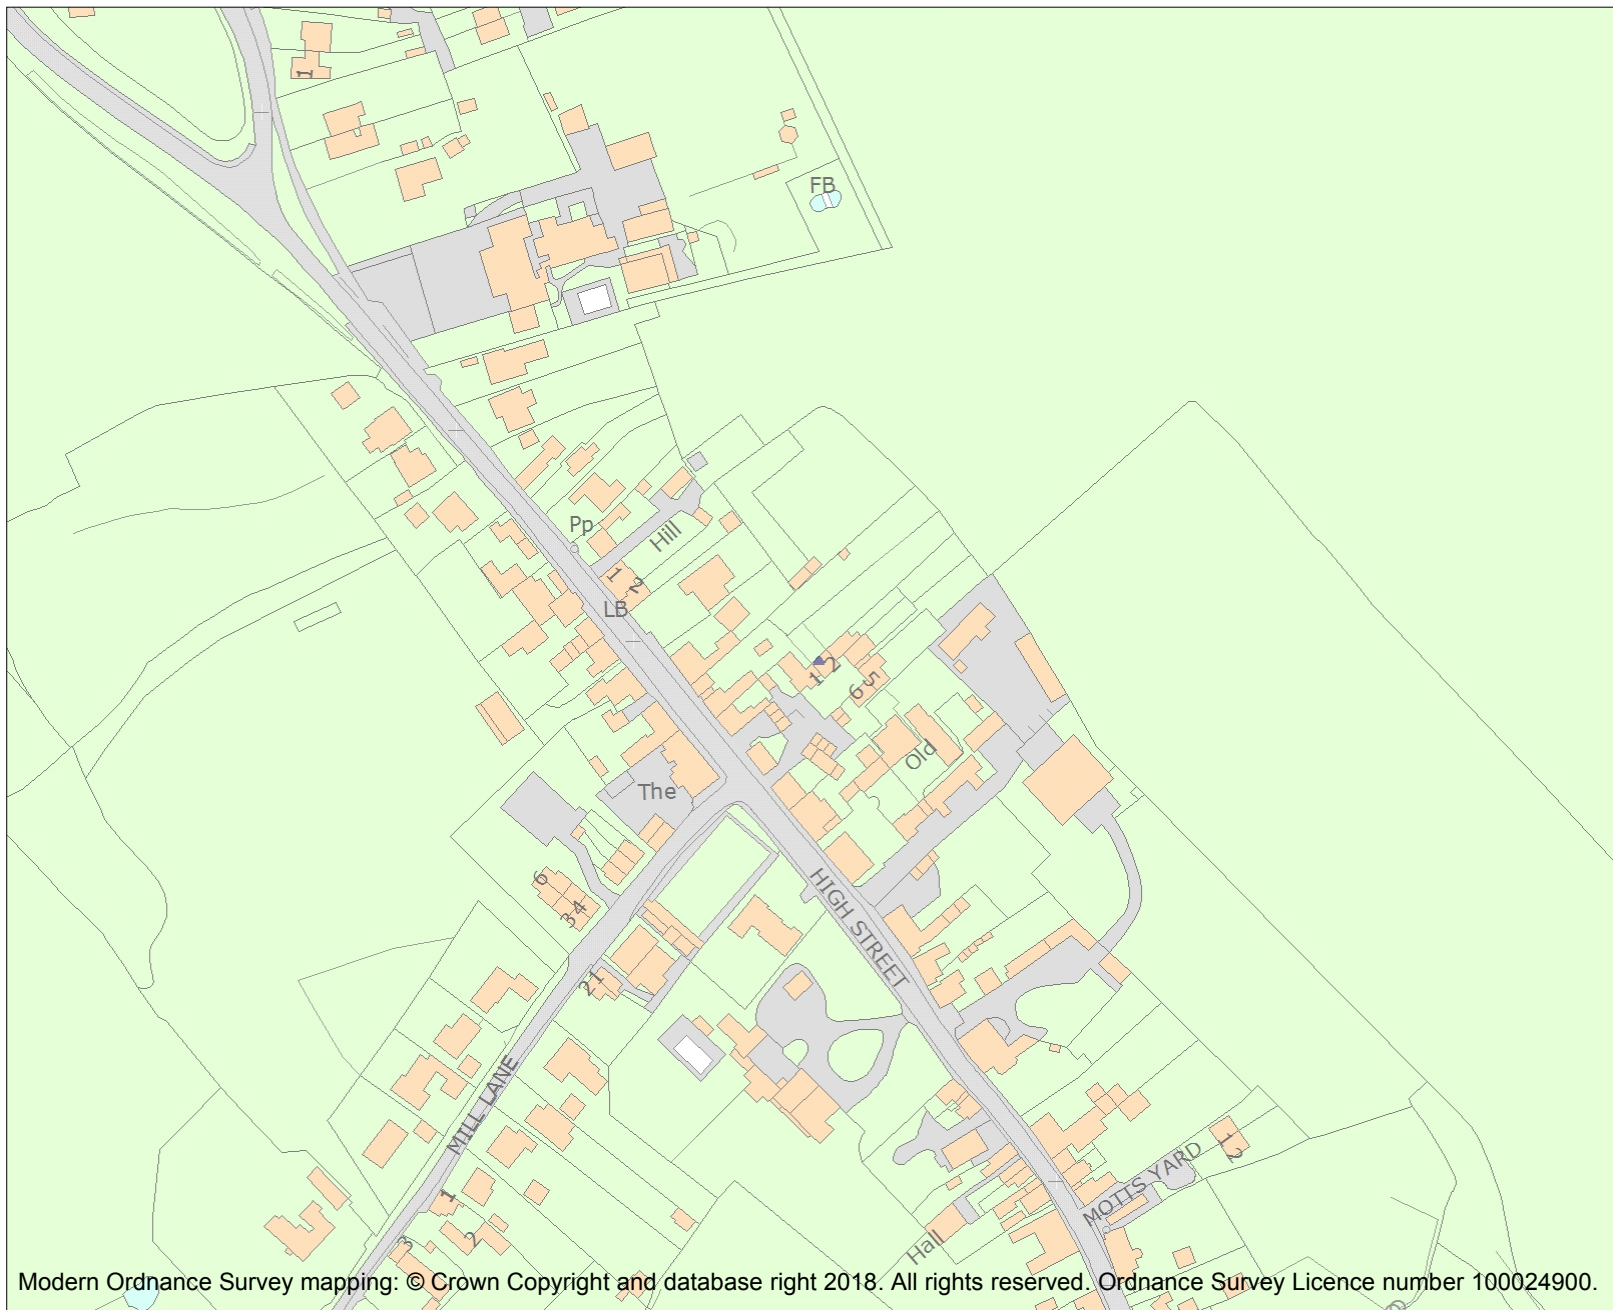 1
FB
Pp
Hill
1 2
LB
1 2
6 5
Old
The
6
3 4
HIGH STREET
2 1
MILL LANE
1 2
MOTTS YARD
1
3
2
Hall
Modern Ordnance Survey mapping: © Crown Copyright and database right 2018. All rights reserved. Ordnance Survey Licence number 100024900.